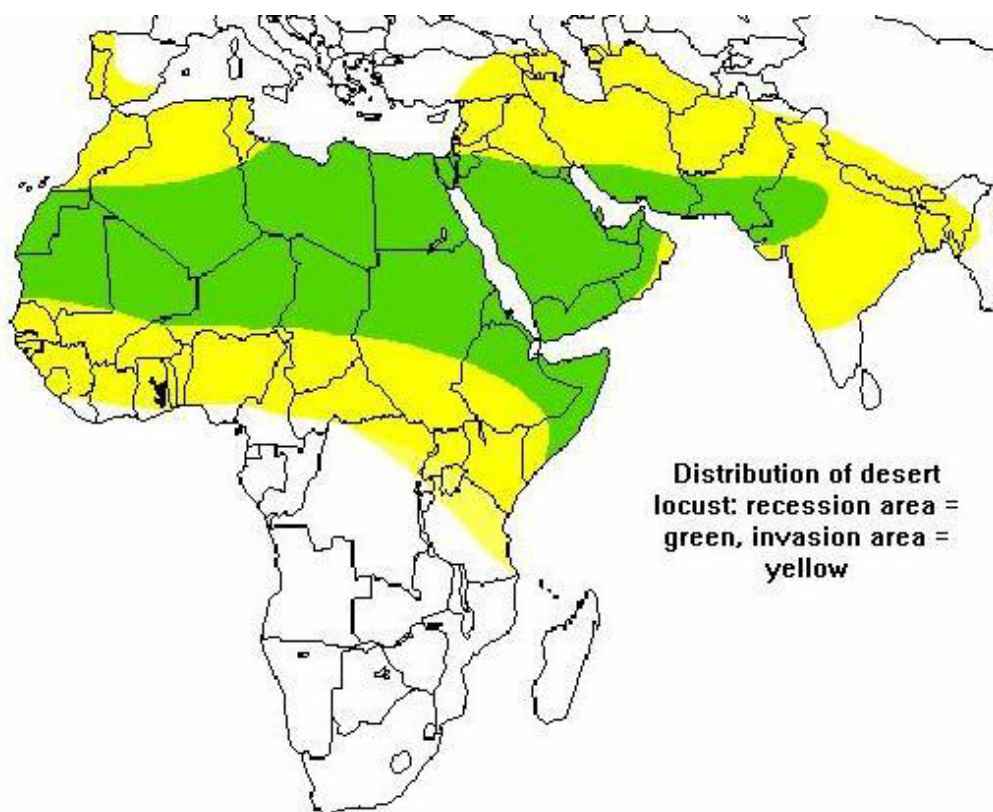 Distribution of desert
locust: recession area =
green, invasion area =
yellow